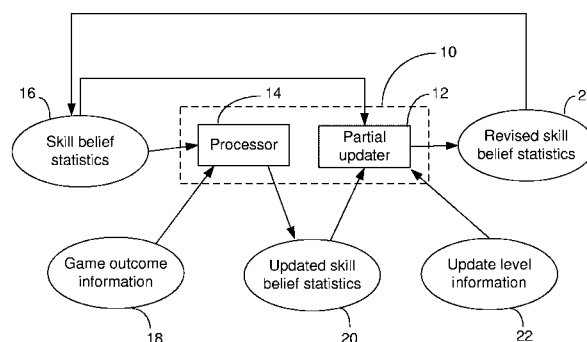 10
14
12
16
2
Skill belief
statistics
Processor
Partial
updater
Revised skill
belief statistics
Game outcome
information
Updated skill
belief statistics
Update level
information
18
20
22